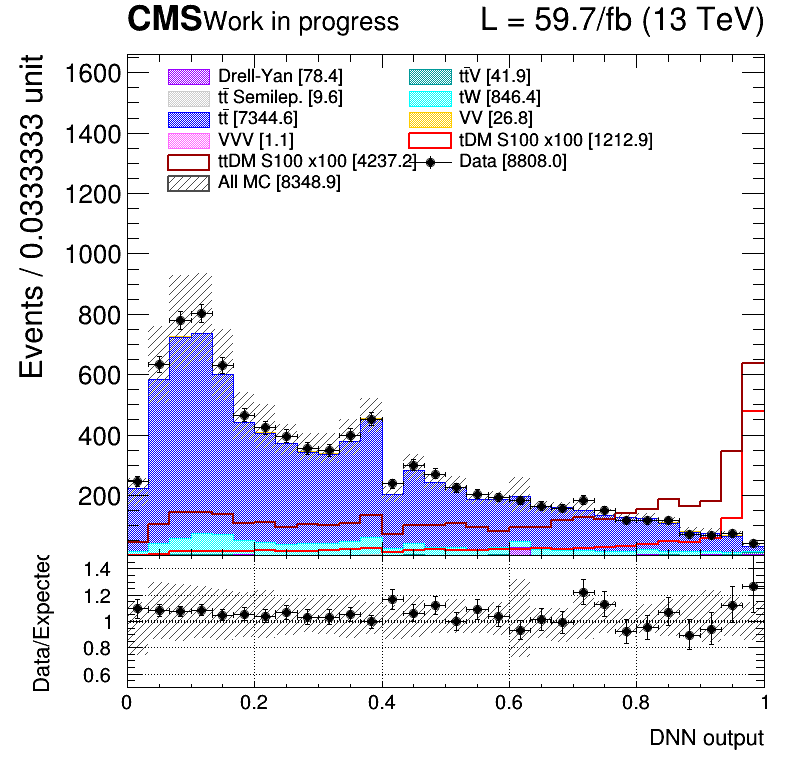 CMS Work in progress L = 59.7/fb (13 TeV)
Events / 0.0333333 unit
1600
1400
1200
1000
800
600
400
200
Drell-Yan [78.4]
tt̄ Semilep. [9.6]
tt̄ [7344.6]
VVV [1.1]
ttDM S100 x100 [4237.2]
All MC [8348.9]
tt̄V [41.9]
tW [846.4]
VV [26.8]
tDM S100 x100 [1212.9]
Data [8808.0]
Data/Expected
1.4
1.2
1
0.8
0.6
0 0.2 0.4 0.6 0.8 1
DNN output